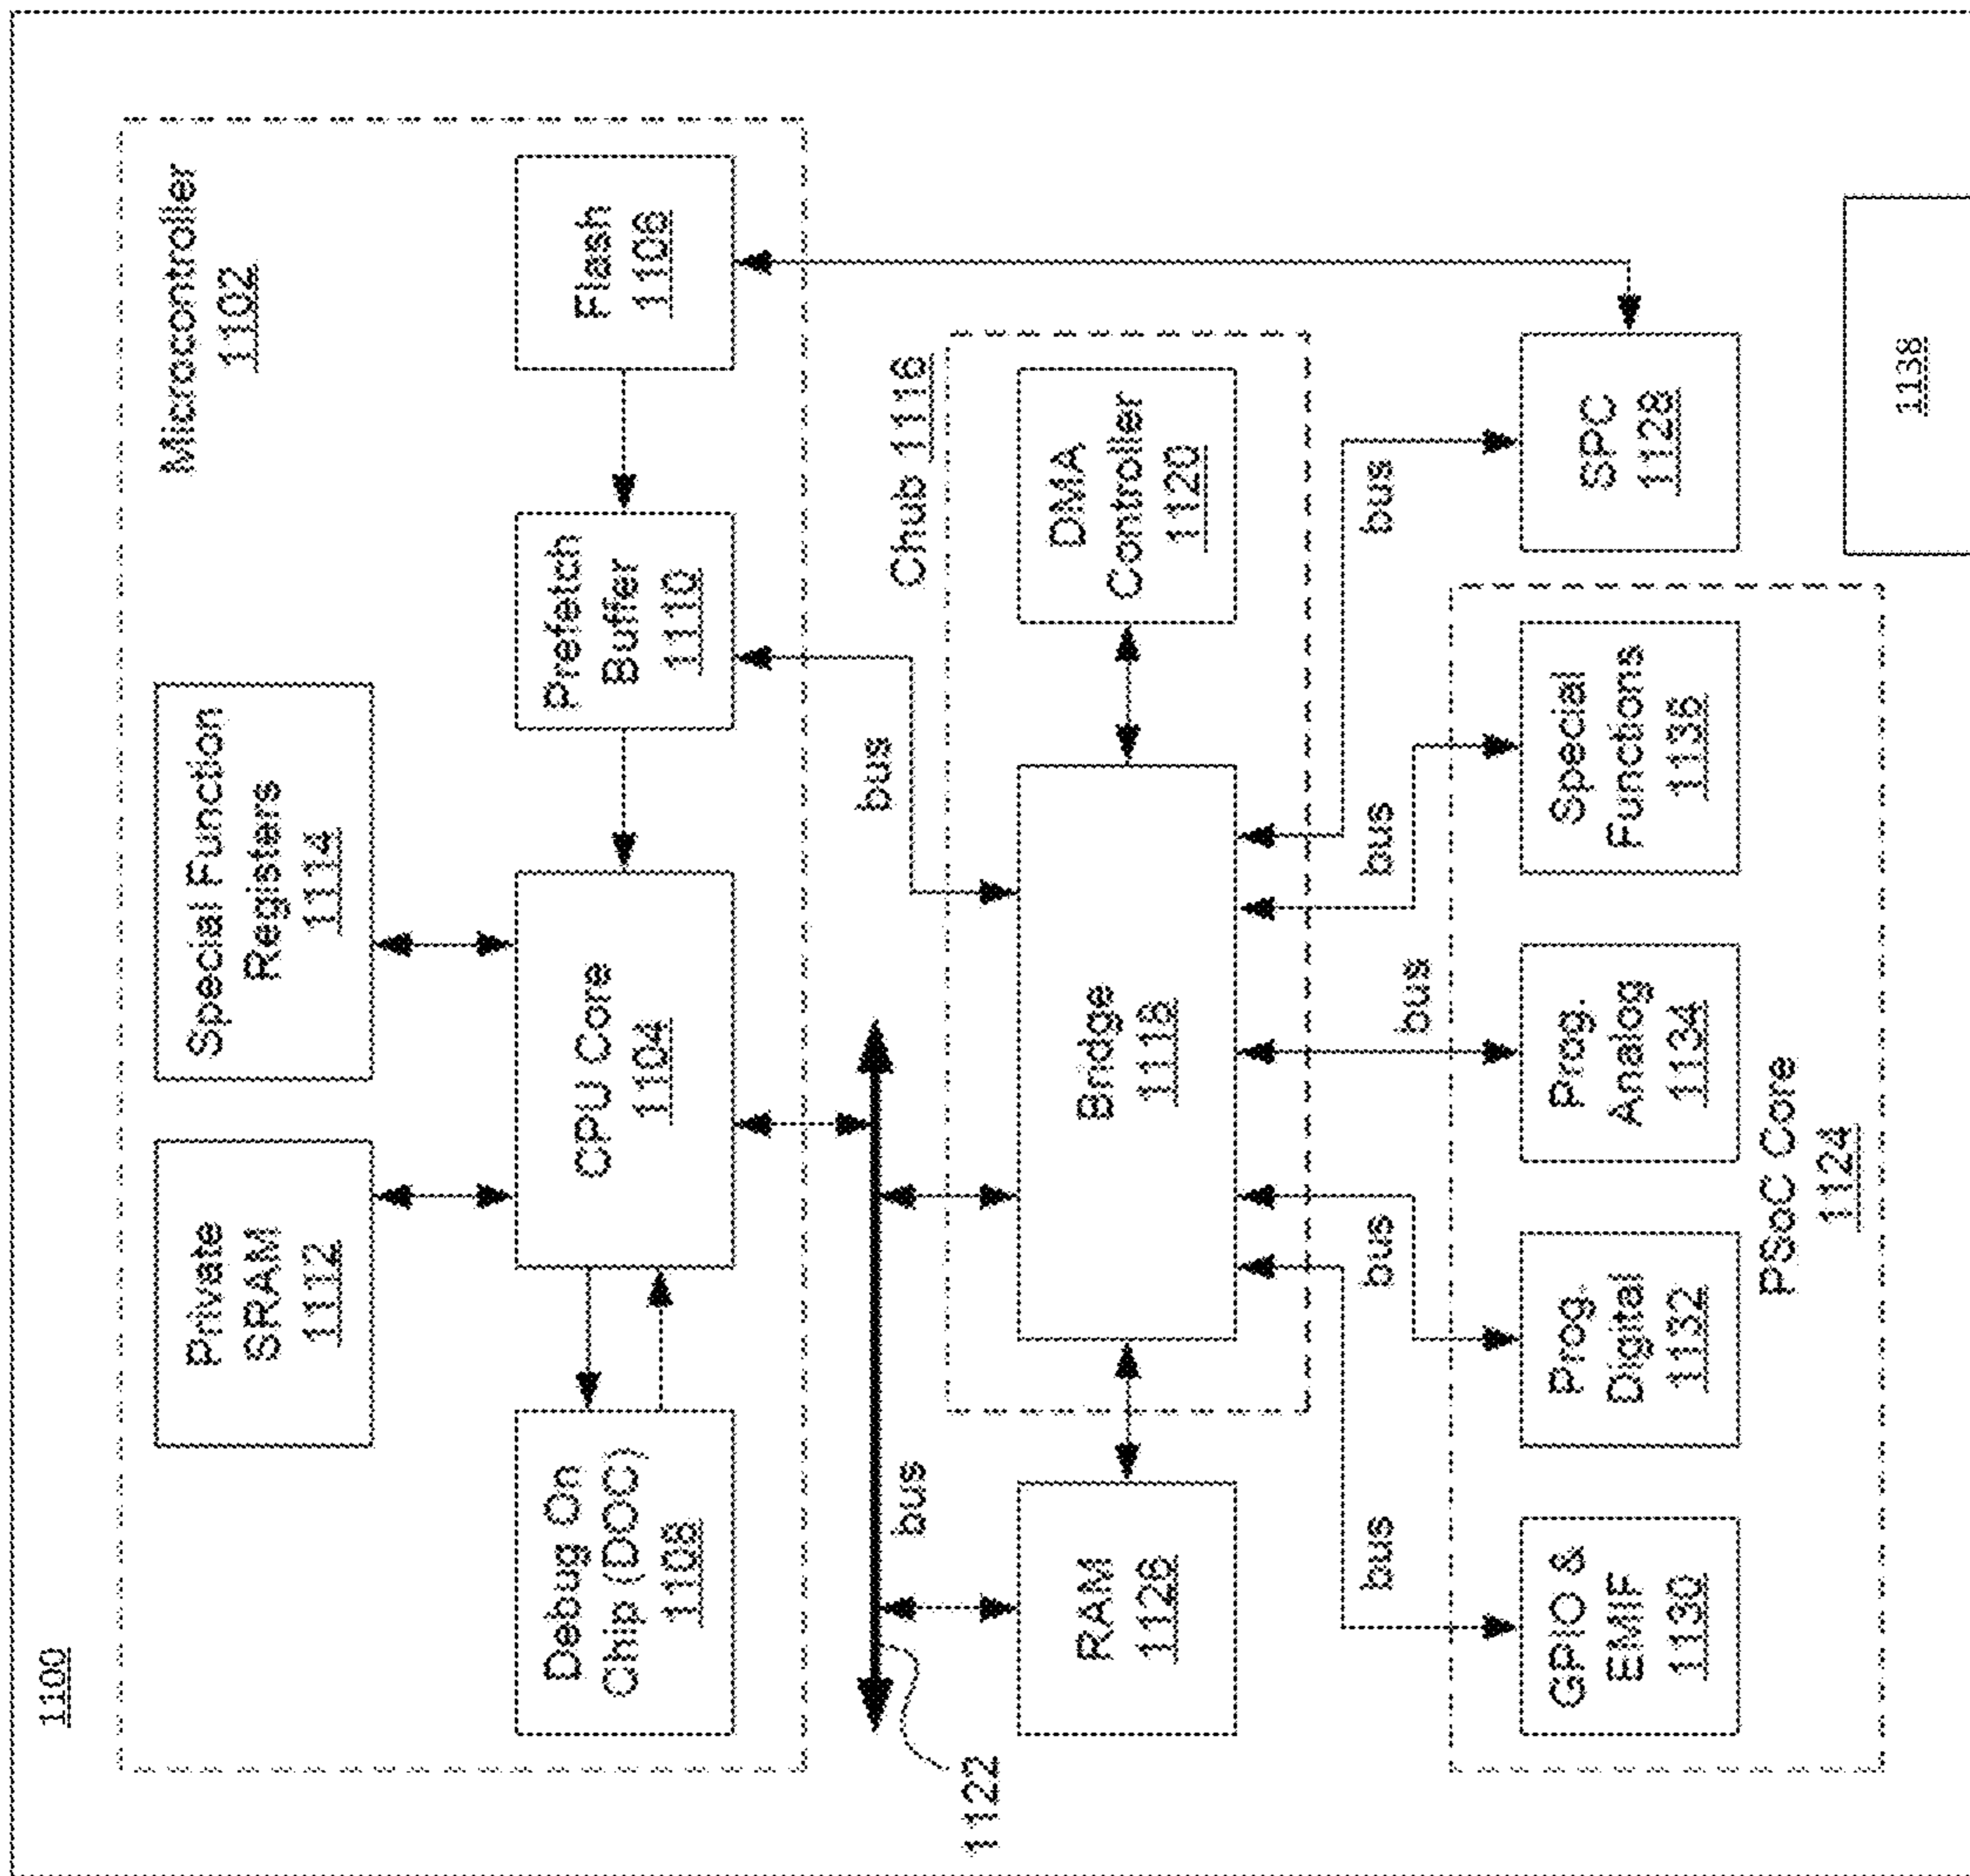 1100
Microcontroller
1102
Private
SRAM
1112
Special Function
Registers
1114
Debug On
Chip (DOC)
1106
CPU Core
1104
Prefetch
Buffer
1110
Flash
1108
bus
bus
1122
Chub 1116
RAM
1126
Bridge
1118
DMA
Controller
1120
bus
bus
bus
bus
bus
GPIO &
EMIF
1130
Prog.
Digital
1132
Prog.
Analog
1134
Special
Functions
1136
SPC
1128
PSoC Core
1124
1138